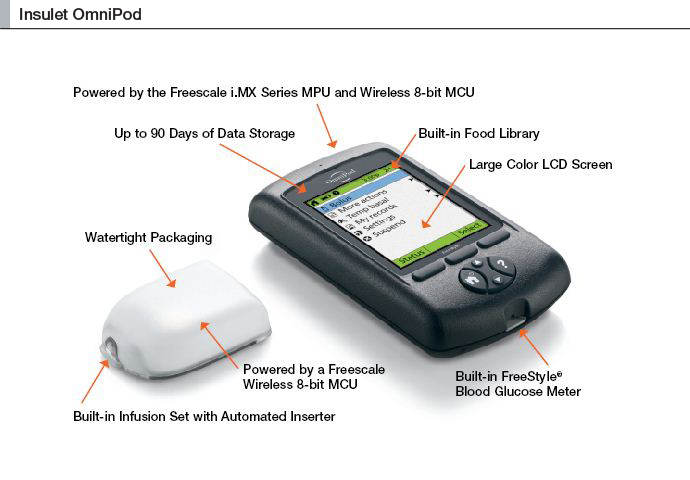 Insulet OmniPod
Powered by the Freescale i.MX Series MPU and Wireless 8-bit MCU
Up to 90 Days of Data Storage
Built-in Food Library
Large Color LCD Screen
OmniPod
Bolus
More actions
Temp basal
My records
Settings
Suspend
Status
Select
?
Watertight Packaging
Powered by a Freescale
Wireless 8-bit MCU
Built-in FreeStyle®
Blood Glucose Meter
Built-in Infusion Set with Automated Inserter